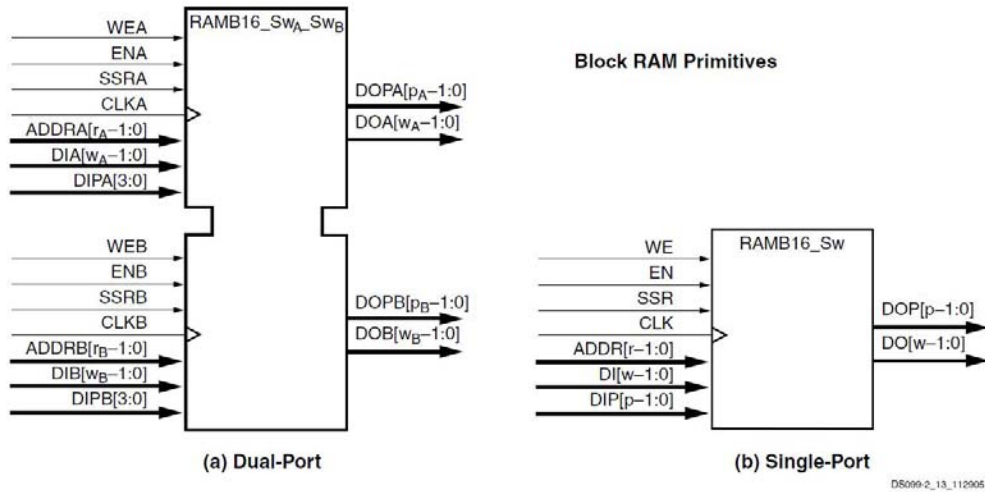 RAMB16_SwA_SwB
WEA
ENA
SSRA
CLKA
ADDRA[rA–1:0]
DIA[wA–1:0]
DIPA[3:0]
DOPA[pA–1:0]
DOA[wA–1:0]
WEB
ENB
SSRB
CLKB
ADDRB[rB–1:0]
DIB[wB–1:0]
DIPB[3:0]
DOPB[pB–1:0]
DOB[wB–1:0]
(a) Dual-Port
Block RAM Primitives
RAMB16_Sw
WE
EN
SSR
CLK
ADDR[r–1:0]
DI[w–1:0]
DIP[p–1:0]
DOP[p–1:0]
DO[w–1:0]
(b) Single-Port
DS099-2_13_112905